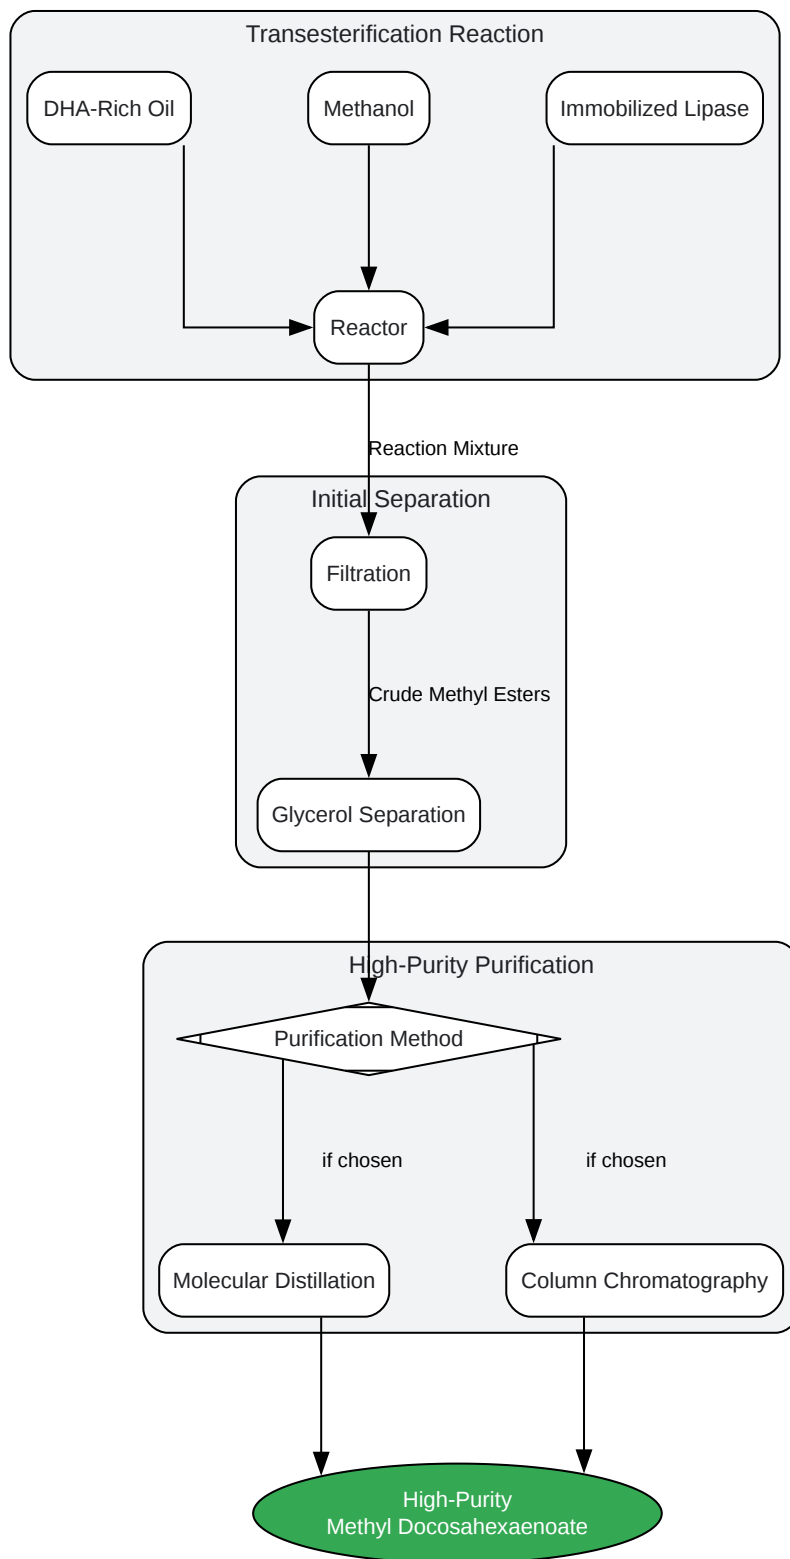 Transesterification Reaction
DHA-Rich Oil
Methanol
Immobilized Lipase
Reactor
Reaction Mixture
Initial Separation
Filtration
Crude Methyl Esters
Glycerol Separation
High-Purity Purification
Purification Method
if chosen
if chosen
Molecular Distillation
Column Chromatography
High-Purity
Methyl Docosahexaenoate